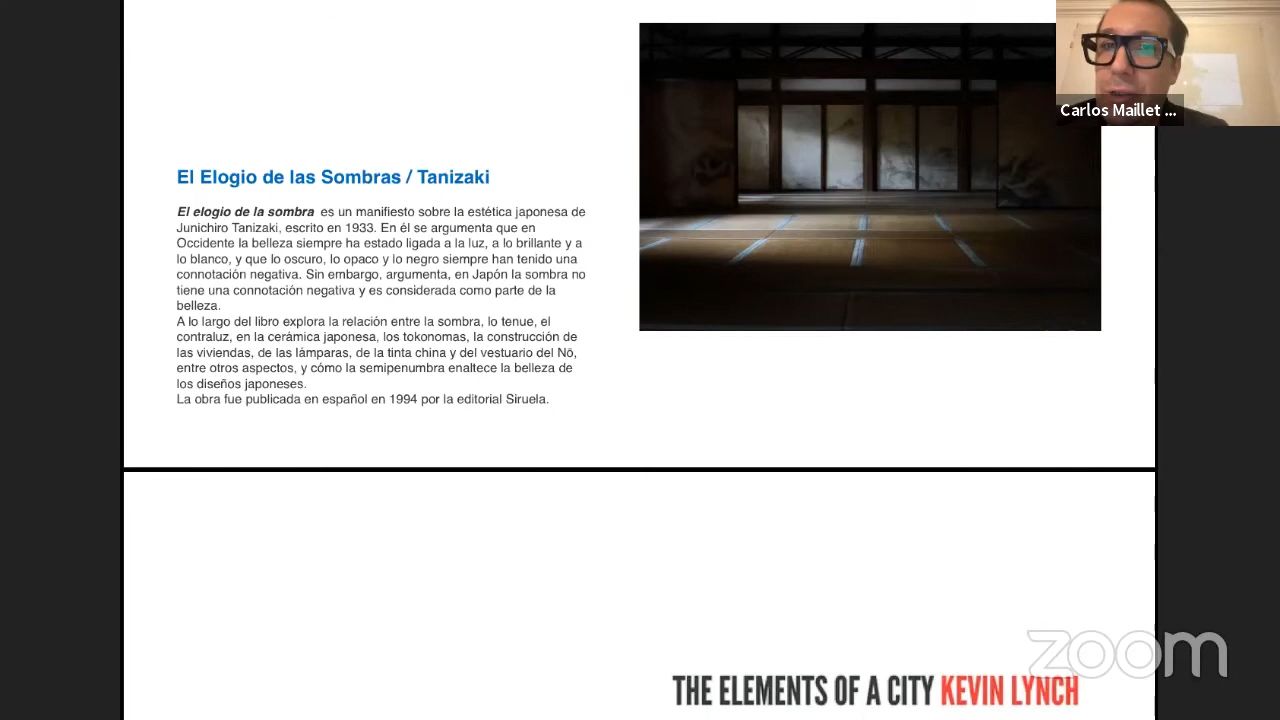 Carlos Maillet ...
El Elogio de las Sombras / Tanizaki
El elogio de la sombra es un manifiesto sobre la estética japonesa de
Junichiro Tanizaki, escrito en 1933. En él se argumenta que en
Occidente la belleza siempre ha estado ligada a la luz, a lo brillante y a
lo blanco, y que lo oscuro, lo opaco y lo negro siempre han tenido una
connotación negativa. Sin embargo, argumenta, en Japón la sombra no
tiene una connotación negativa y es considerada como parte de la
belleza.
A lo largo del libro explora la relación entre la sombra, lo tenue, el
contraluz, en la cerámica japonesa, los tokonomas, la construcción de
las viviendas, de las lámparas, de la tinta china y del vestuario del Nō,
entre otros aspectos, y cómo la semipenumbra enaltece la belleza de
los diseños japoneses.
La obra fue publicada en español en 1994 por la editorial Siruela.
zoom
THE ELEMENTS OF A CITY KEVIN LYNCH